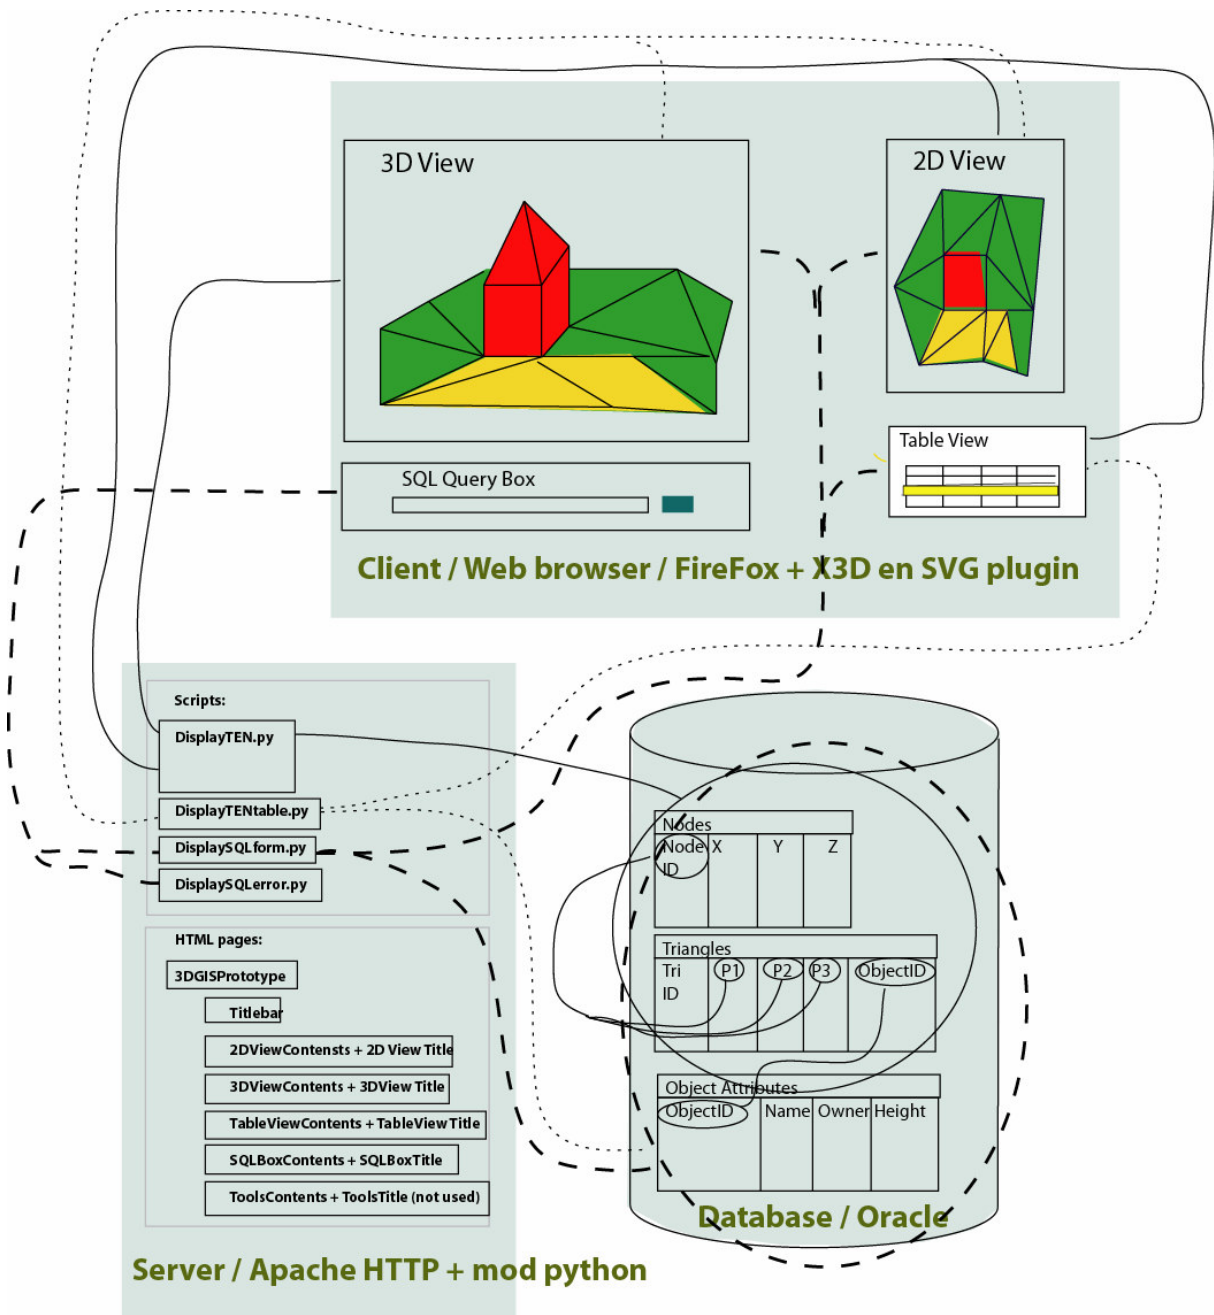 3D View
2D View
Table View
SQL Query Box
Client / Web browser / FireFox + X3D en SVG plugin
Scripts:
DisplayTEN.py
DisplayTENtable.py
DisplaySQLform.py
DisplaySQLerror.py
HTML pages:
3DGISPrototype
Titlebar
2DViewContensts + 2D View Title
3DViewContents + 3DView Title
TableViewContents + TableView Title
SQLBoxContents + SQLBoxTitle
ToolsContents + ToolsTitle (not used)
Server / Apache HTTP + mod python
Nodes
Node X Y Z
ID
Triangles
Tri P1 P2 P3 ObjectID
ID
Object Attributes
ObjectID Name Owner Height
Database / Oracle